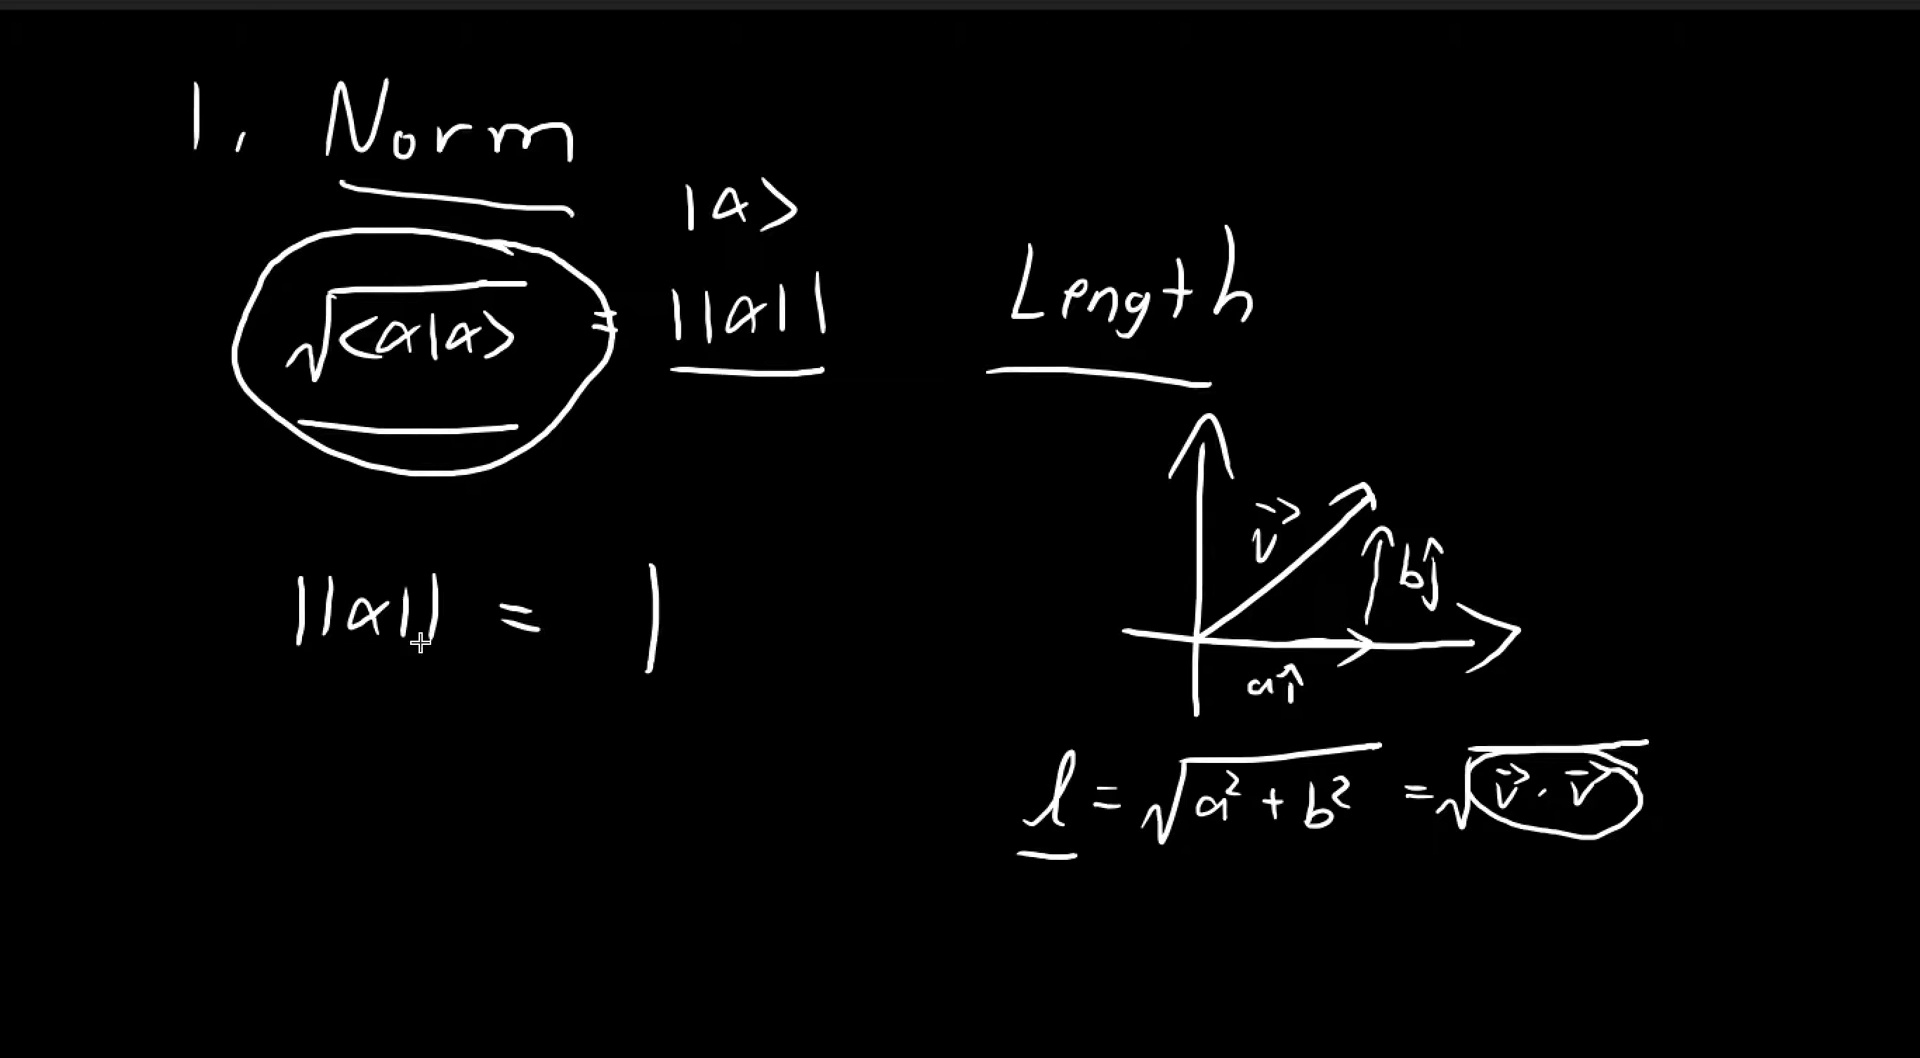 1. Norm
|α>
√<α|α> = ||α||
Length
v⃗
bĵ
||α|| = 1
aî
l = √a² + b² = √v⃗ · v⃗